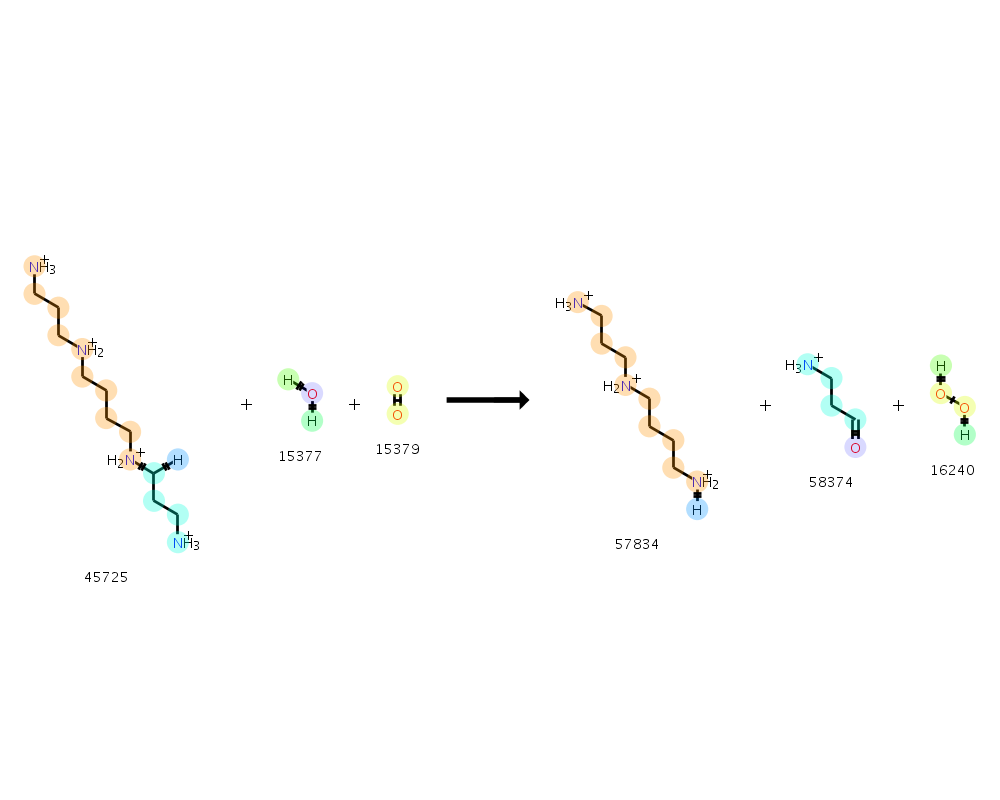 NH3+
NH2+
H2N+
H
NH3+
45725
+
H
O
H
15377
+
O
O
15379
H3N+
H2N+
NH2+
H
57834
+
H3N+
O
58374
+
H
O
O
H
16240